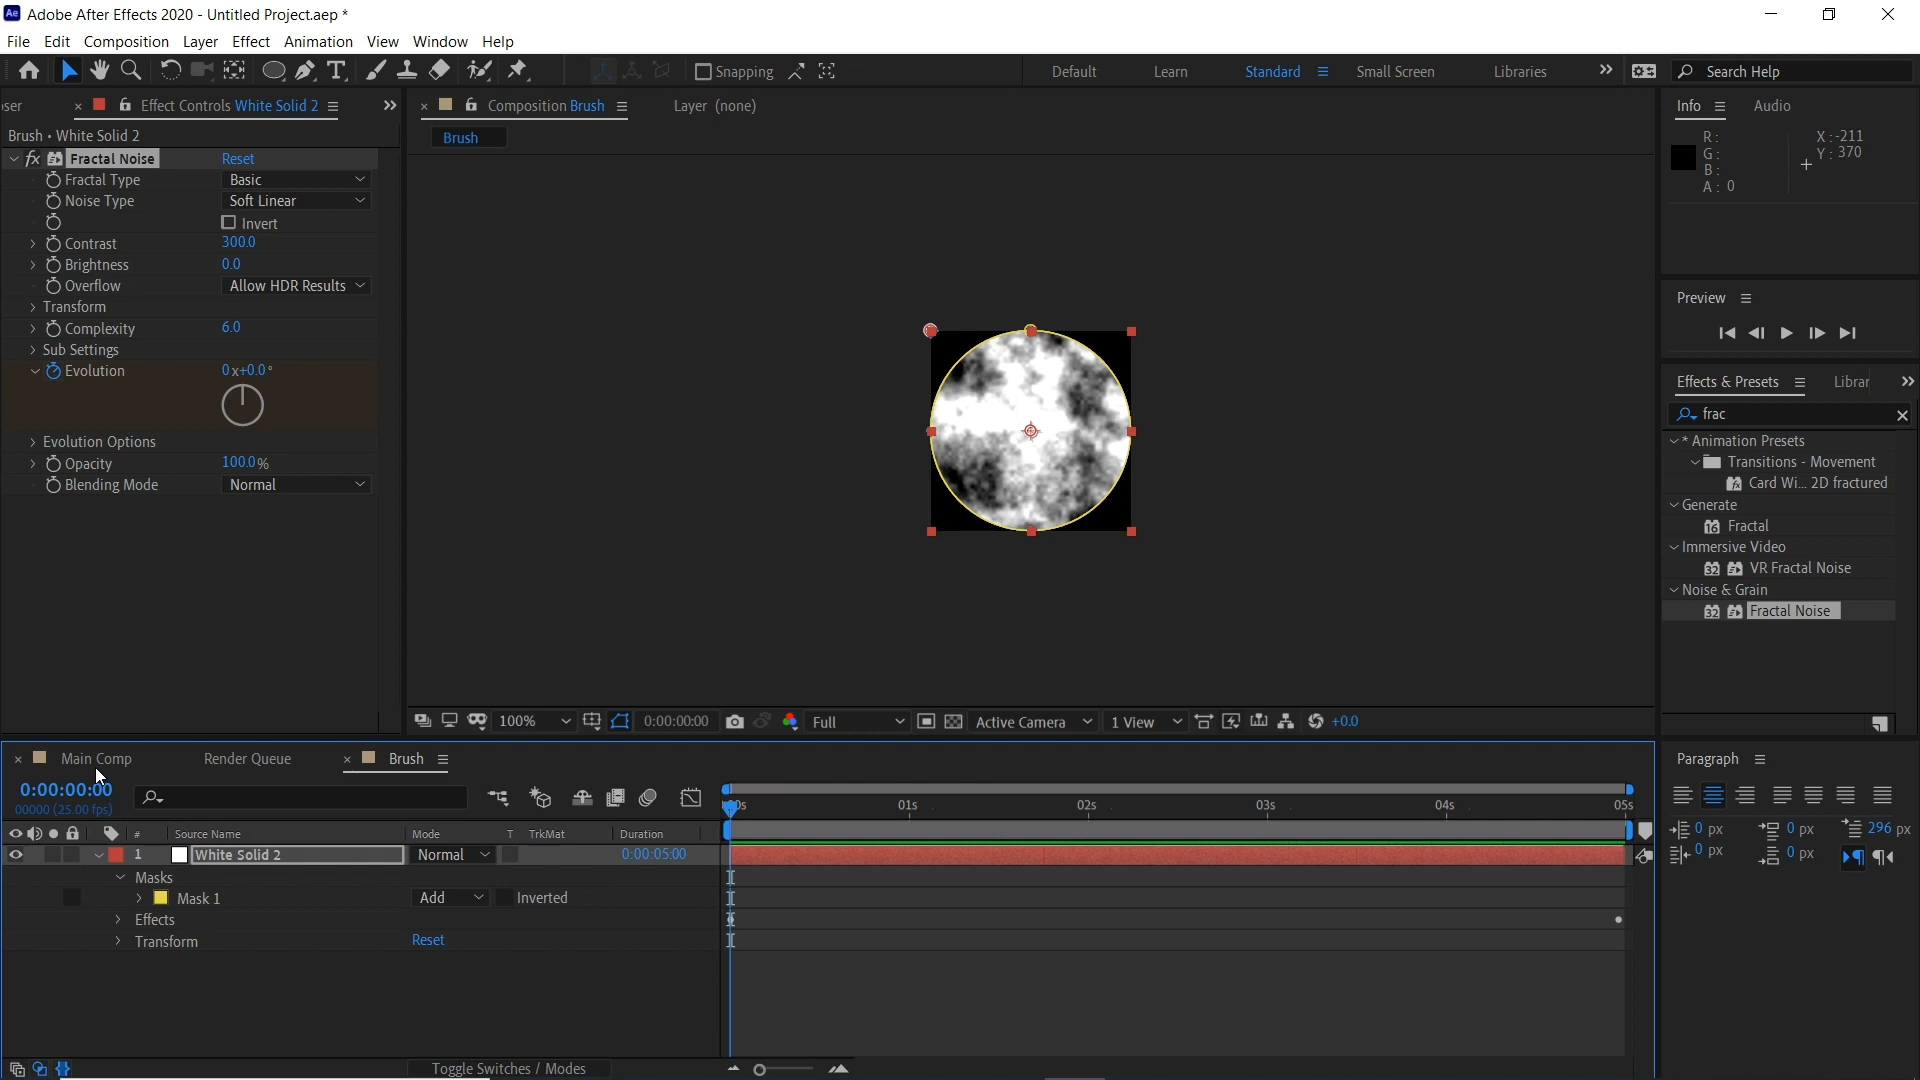 Ae Adobe After Effects 2020 - Untitled Project.aep *
File Edit Composition Layer Effect Animation View Window Help
Snapping
Default Learn Standard Small Screen Libraries
Search Help
Effect Controls White Solid 2
Composition Brush
Layer (none)
Info Audio
Brush • White Solid 2
Brush
fx Fractal Noise Reset
Fractal Type Basic
Noise Type Soft Linear
Invert
Contrast 300.0
Brightness 0.0
Overflow Allow HDR Results
Transform
Complexity 6.0
Sub Settings
Evolution 0x+0.0°
Evolution Options
Opacity 100.0%
Blending Mode Normal
R:
G:
B:
A: 0
X: -211
Y: 370
Preview
Effects & Presets Librar
frac
* Animation Presets
Transitions - Movement
Card Wi... 2D fractured
Generate
16 Fractal
Immersive Video
32 VR Fractal Noise
Noise & Grain
32 Fractal Noise
100% 0:00:00:00 Full Active Camera 1 View +0.0
Main Comp Render Queue Brush
0:00:00:00
00000 (25.00 fps)
01s 02s 03s 04s 05s
# Source Name Mode T TrkMat Duration
1 White Solid 2 Normal 0:00:05:00
Masks
Mask 1 Add Inverted
Effects
Transform Reset
Toggle Switches / Modes
Paragraph
0 px 0 px 296 px
0 px 0 px